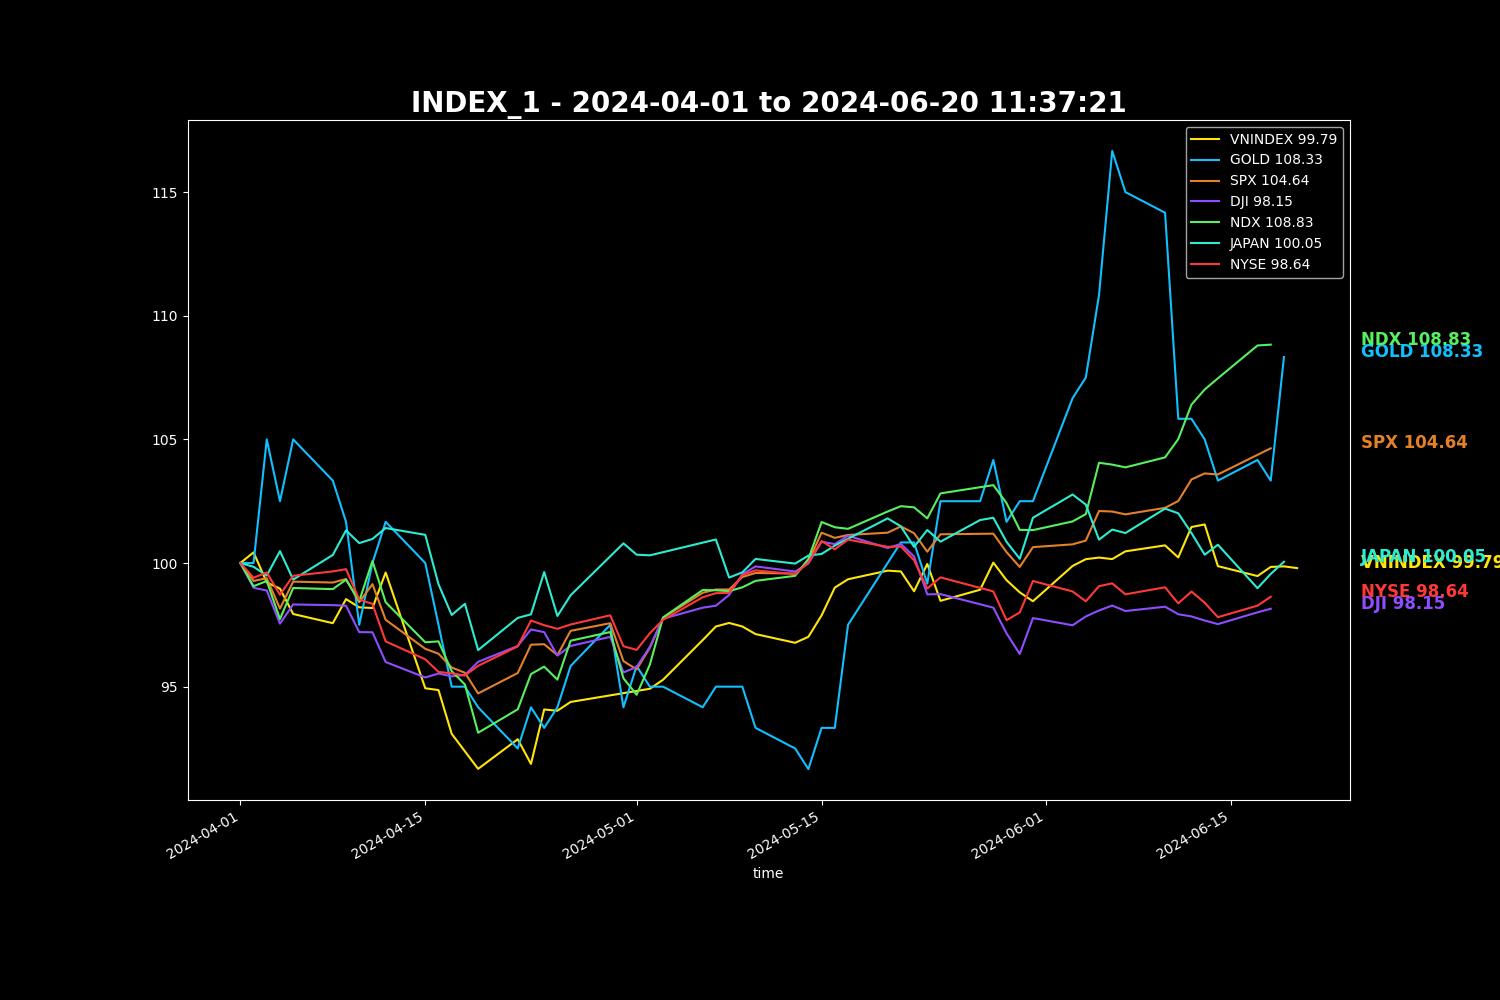 INDEX_1 - 2024-04-01 to 2024-06-20 11:37:21
VNINDEX 99.79
GOLD 108.33
SPX 104.64
DJI 98.15
NDX 108.83
JAPAN 100.05
NYSE 98.64
115
110
105
100
95
NDX 108.83
GOLD 108.33
SPX 104.64
JAPAN 100.05
VNINDEX 99.79
NYSE 98.64
DJI 98.15
2024-04-01
2024-04-15
2024-05-01
2024-05-15
2024-06-01
2024-06-15
time